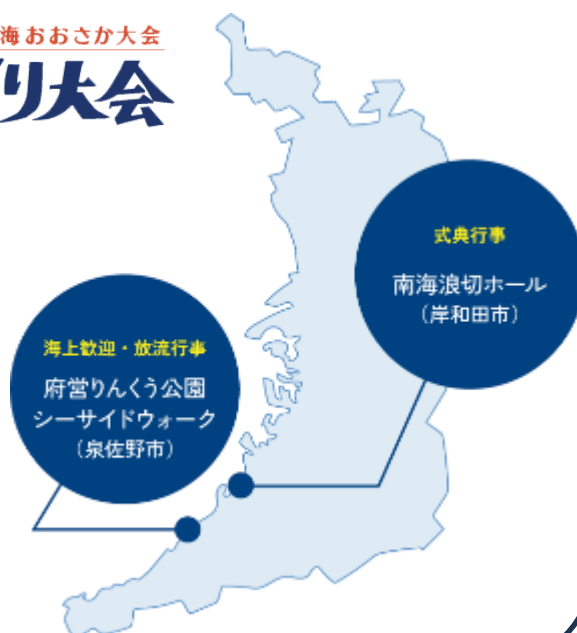 海おおさか大会
り大会
式典行事
南海浪切ホール
（岸和田市）
海上歓迎・放流行事
府営りんくう公園
シーサイドウォーク
（泉佐野市）